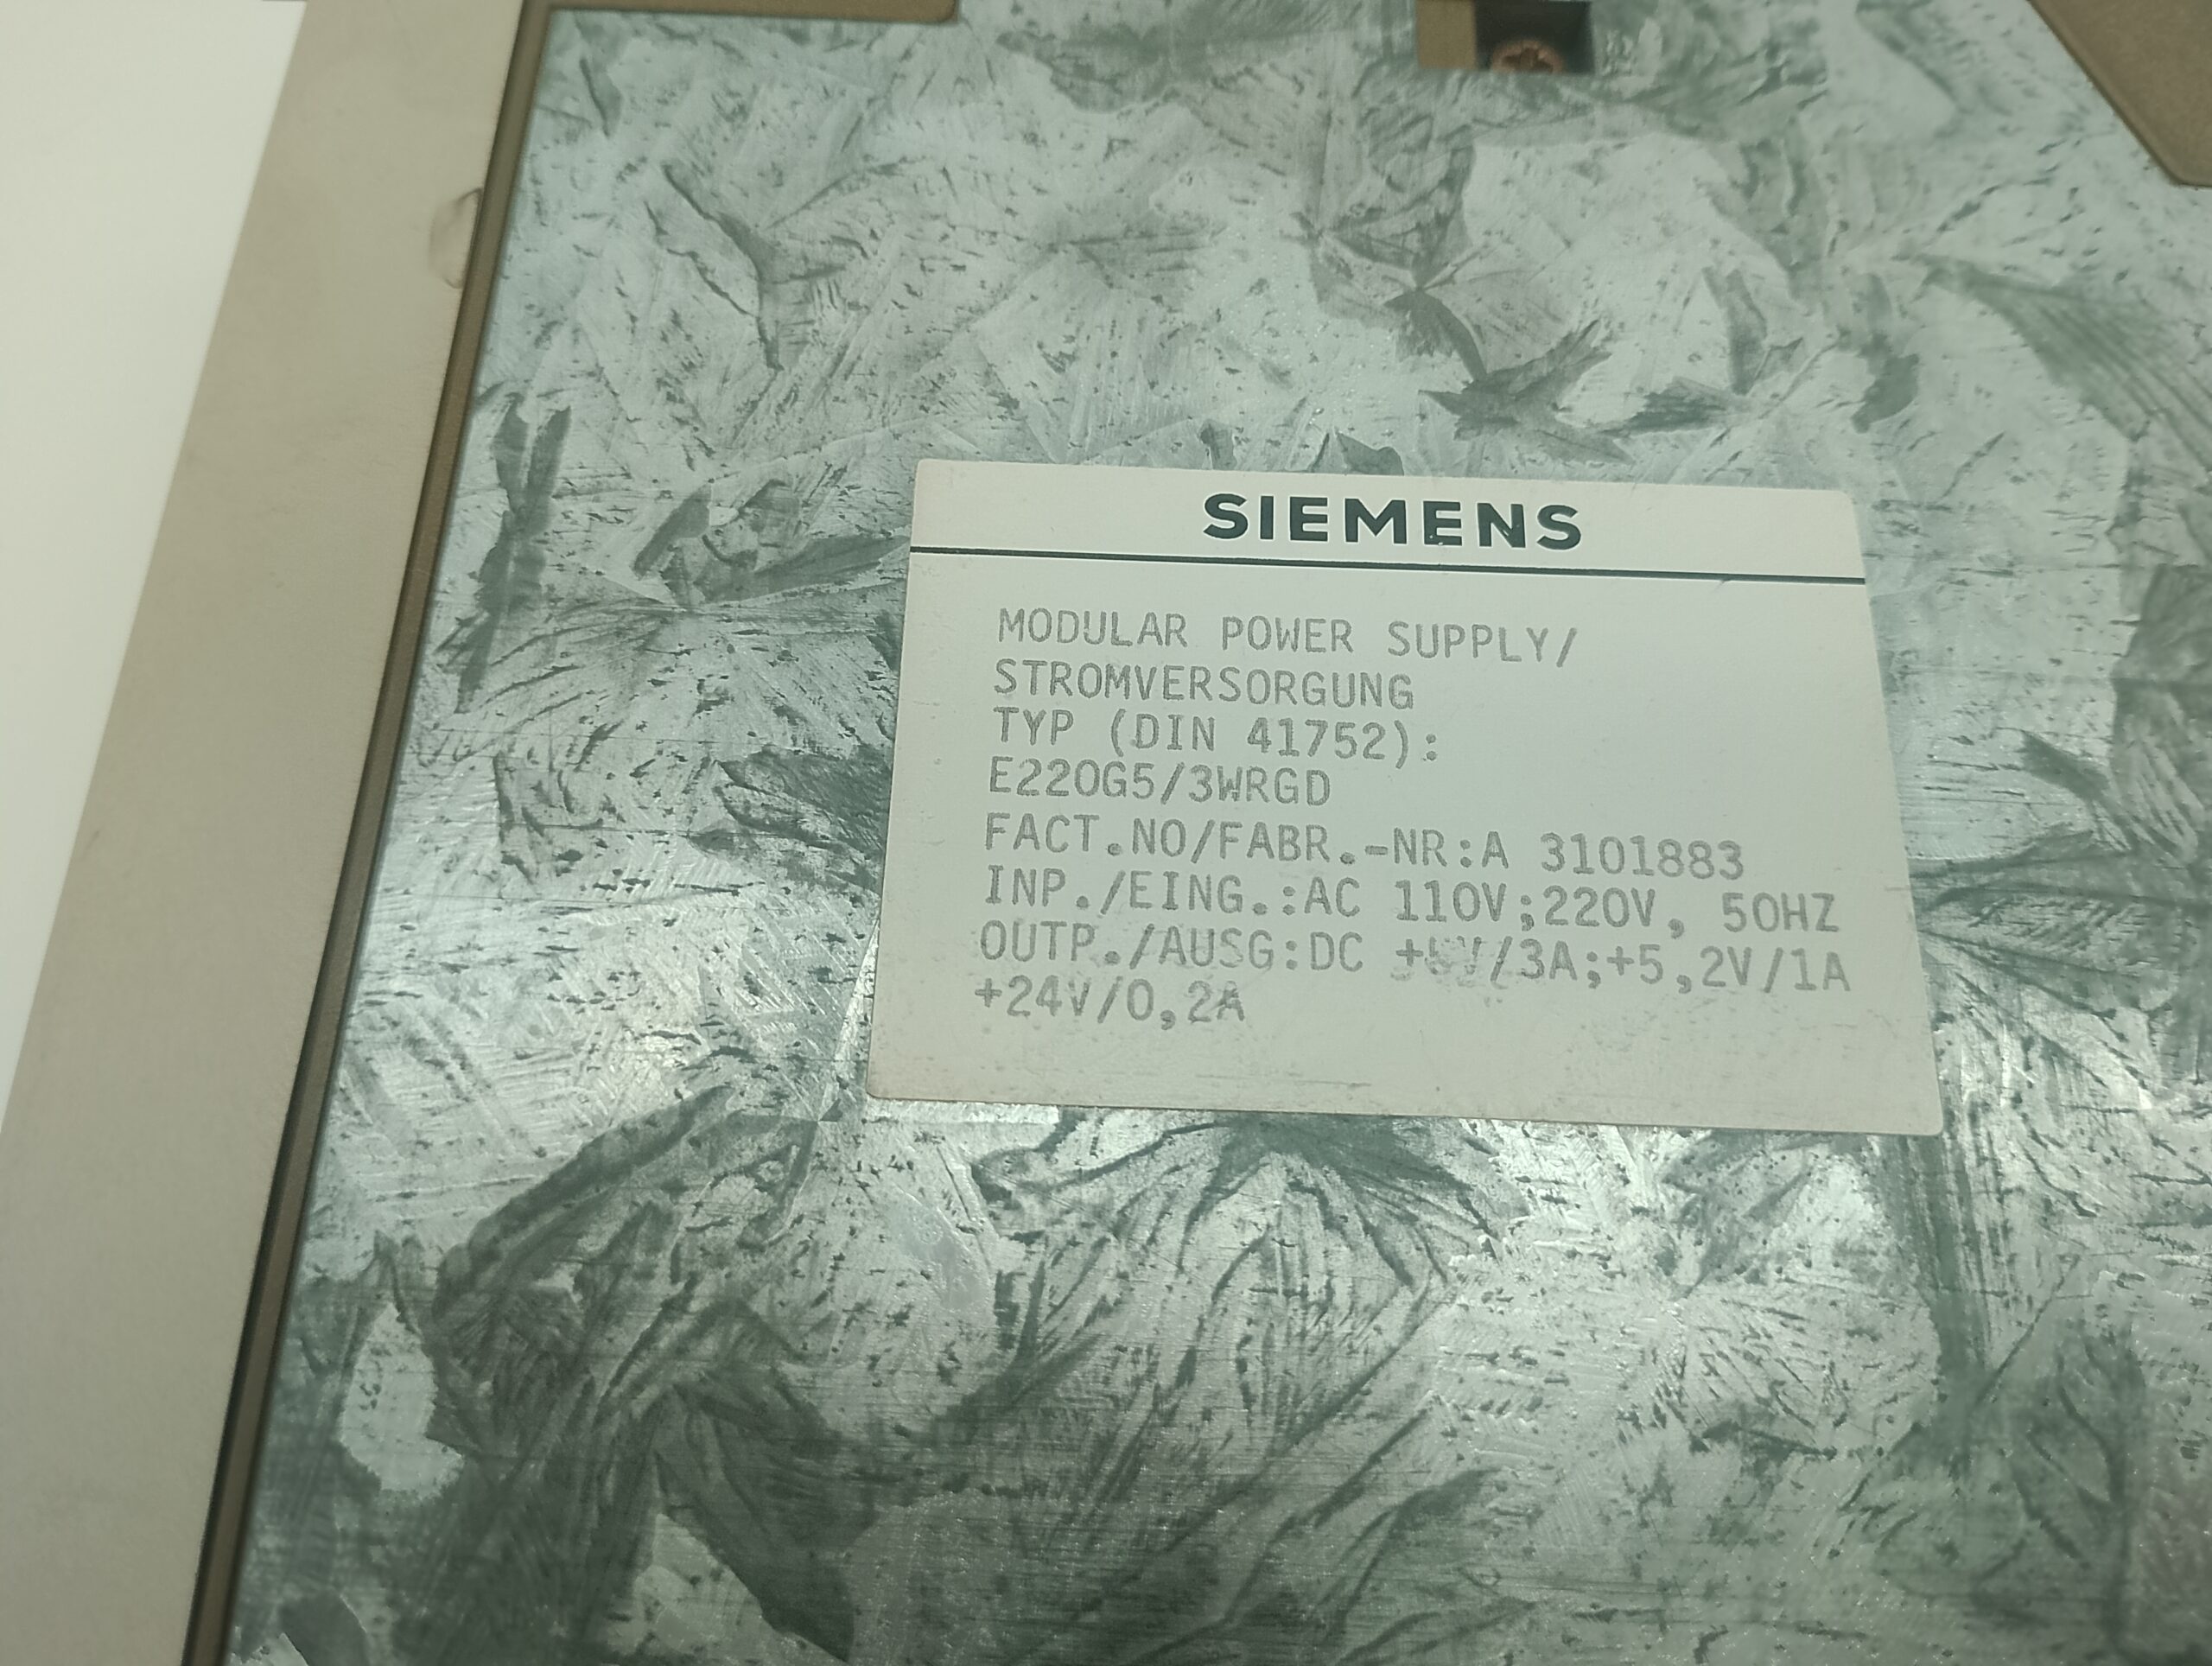 SIEMENS
MODULAR POWER SUPPLY/
STROMVERSORGUNG
TYP (DIN 41752):
E220G5/3WRGD
FACT.NO/FABR.-NR:A 3101883
INP./EING.:AC 110V;220V, 50HZ
OUTP./AUSG:DC +5V/3A;+5,2V/1A
+24V/0,2A